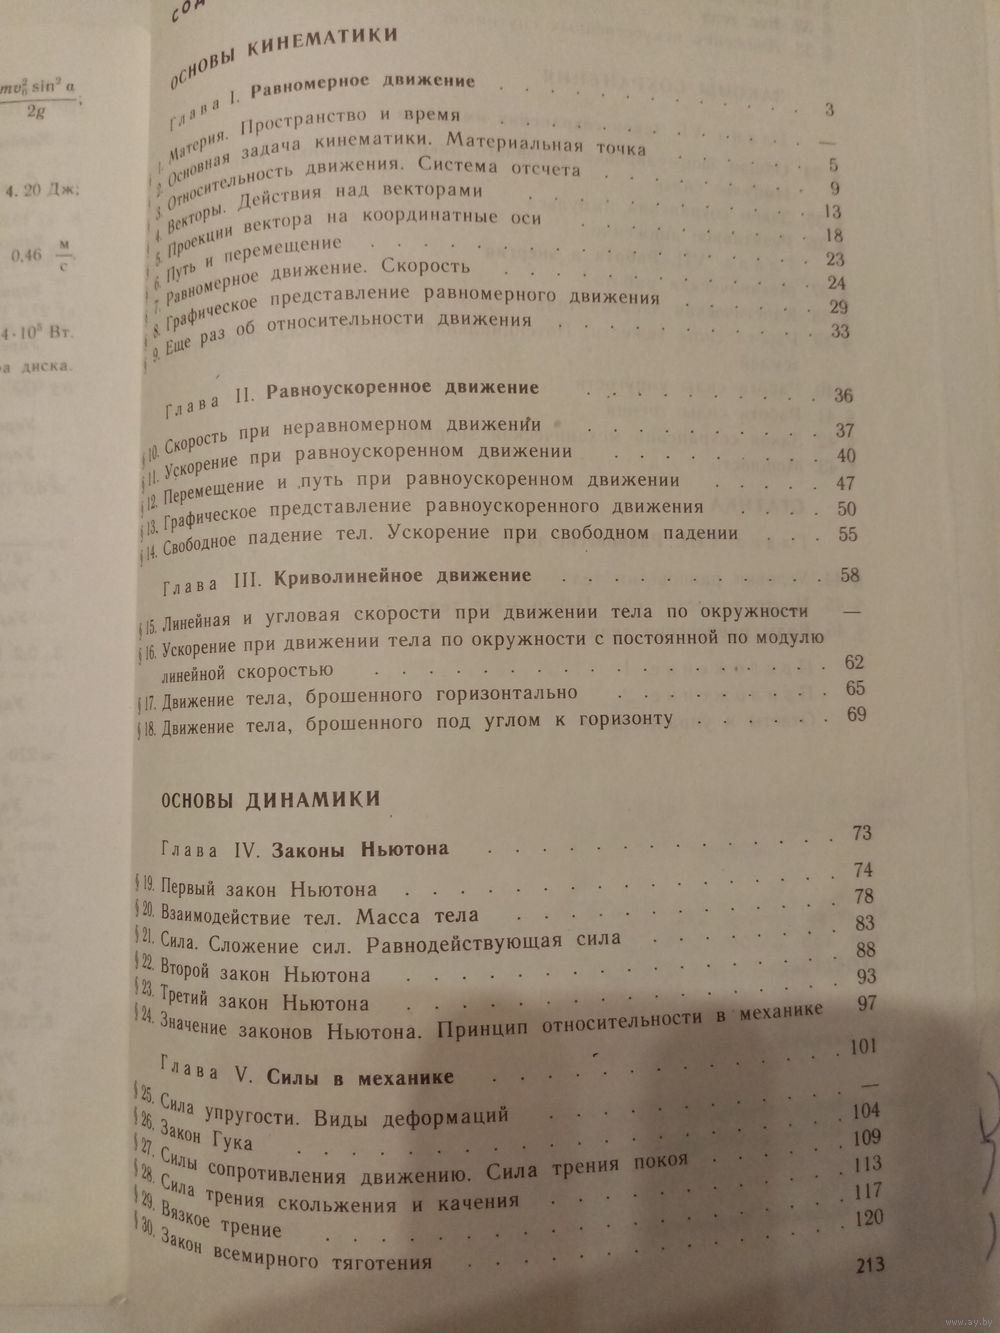 СОД
ОСНОВЫ КИНЕМАТИКИ
Глава I. Равномерное движение . . . 3
§ 1. Материя. Пространство и время . . . —
§ 2. Основная задача кинематики. Материальная точка . . . 5
§ 3. Относительность движения. Система отсчета . . . 9
§ 4. Векторы. Действия над векторами . . . 13
§ 5. Проекции вектора на координатные оси . . . 18
§ 6. Путь и перемещение . . . 23
§ 7. Равномерное движение. Скорость . . . 24
§ 8. Графическое представление равномерного движения . . . 29
§ 9. Еще раз об относительности движения . . . 33
Глава II. Равноускоренное движение . . . 36
§ 10. Скорость при неравномерном движении . . . 37
§ 11. Ускорение при равноускоренном движении . . . 40
§ 12. Перемещение и путь при равноускоренном движении . . . 47
§ 13. Графическое представление равноускоренного движения . . . 50
§ 14. Свободное падение тел. Ускорение при свободном падении . . . 55
Глава III. Криволинейное движение . . . 58
§ 15. Линейная и угловая скорости при движении тела по окружности —
§ 16. Ускорение при движении тела по окружности с постоянной по модулю
линейной скоростью . . . 62
§ 17. Движение тела, брошенного горизонтально . . . 65
§ 18. Движение тела, брошенного под углом к горизонту . . . 69
ОСНОВЫ ДИНАМИКИ
Глава IV. Законы Ньютона . . . 73
§ 19. Первый закон Ньютона . . . 74
§ 20. Взаимодействие тел. Масса тела . . . 78
§ 21. Сила. Сложение сил. Равнодействующая сила . . . 83
§ 22. Второй закон Ньютона . . . 88
§ 23. Третий закон Ньютона . . . 93
§ 24. Значение законов Ньютона. Принцип относительности в механике 97
Глава V. Силы в механике . . . 101
§ 25. Сила упругости. Виды деформаций . . . —
§ 26. Закон Гука . . . 104
§ 27. Силы сопротивления движению. Сила трения покоя . . . 109
§ 28. Сила трения скольжения и качения . . . 113
§ 29. Вязкое трение . . . 117
§ 30. Закон всемирного тяготения . . . 120
213
mv₀² sin² α
2g ;
4. 20 Дж;
0,46 м/с.
4·10⁵ Вт.
диска.
www.ay.by